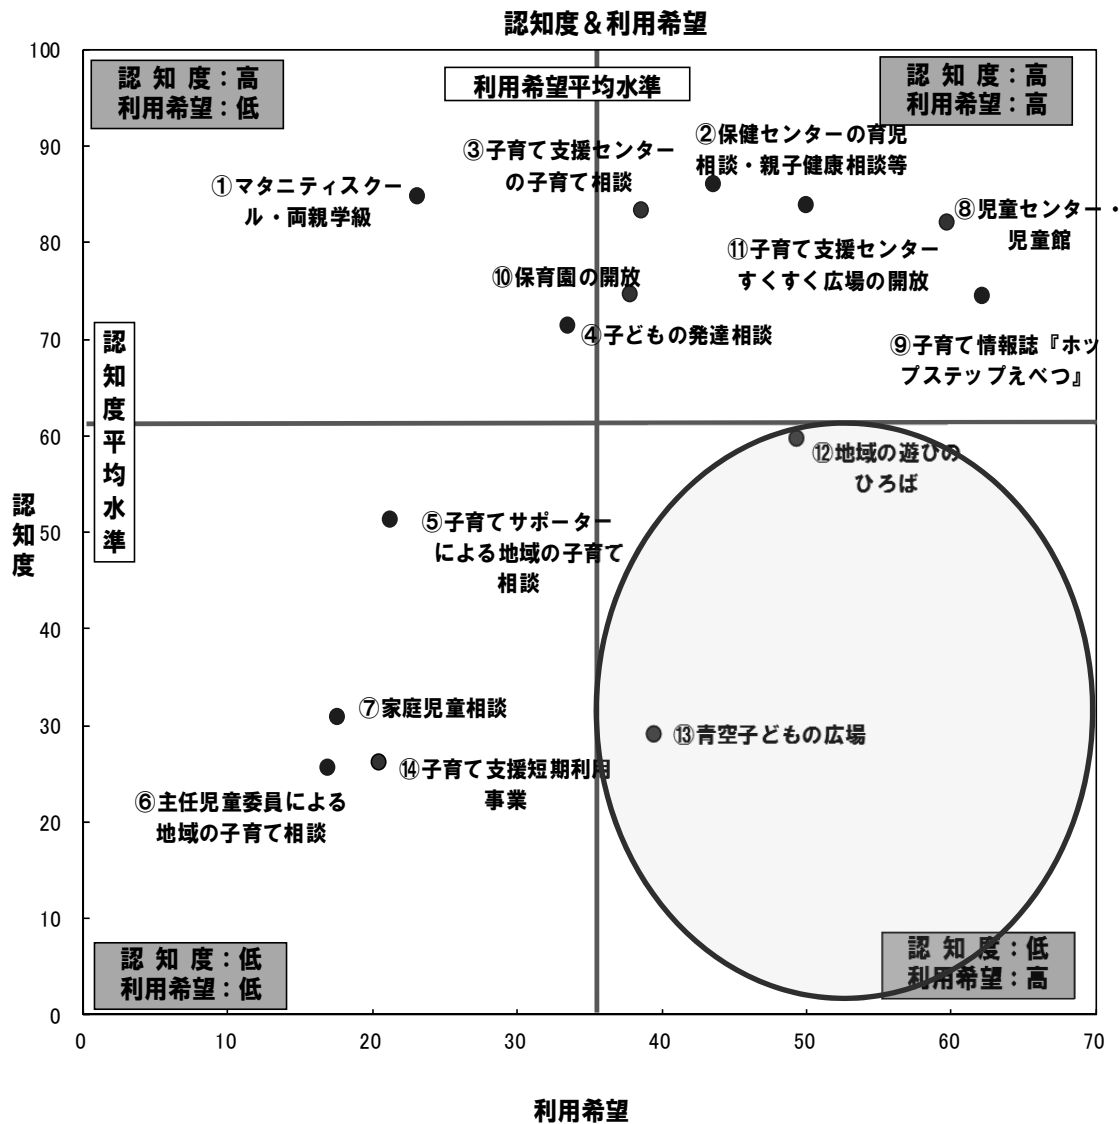 認知度&利用希望
100
90
80
70
60
50
40
30
20
10
0
認知度
認知度:高
利用希望:低
利用希望平均水準
認知度:高
利用希望:高
②保健センターの育児
相談・親子健康相談等
③子育て支援センター
の子育て相談
①マタニティスクー
ル・両親学級
⑧児童センター・
児童館
⑪子育て支援センター
すくすく広場の開放
⑩保育園の開放
④子どもの発達相談
⑨子育て情報誌『ホッ
プステップえべつ』
認知度平均水準
⑫地域の遊びの
ひろば
⑤子育てサポーター
による地域の子育て
相談
⑦家庭児童相談
⑬青空子どもの広場
⑭子育て支援短期利用
事業
⑥主任児童委員による
地域の子育て相談
認知度:低
利用希望:低
認知度:低
利用希望:高
0 10 20 30 40 50 60 70
利用希望